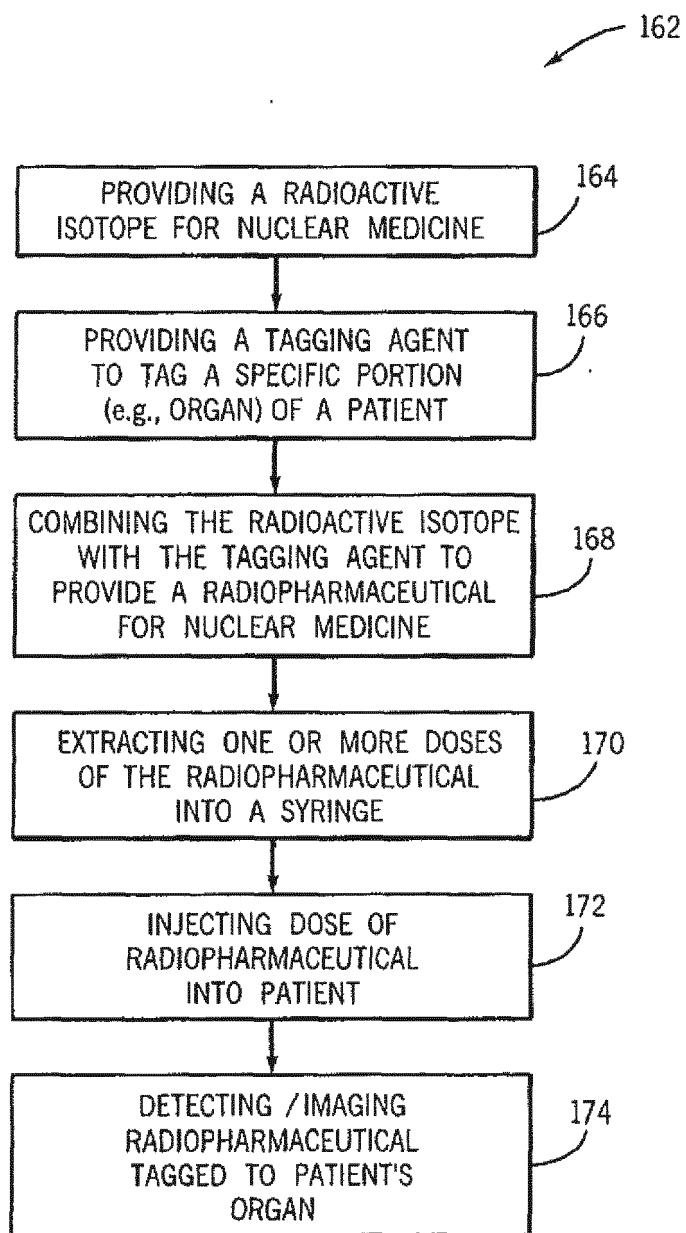 162
PROVIDING A RADIOACTIVE
ISOTOPE FOR NUCLEAR MEDICINE
164
PROVIDING A TAGGING AGENT
TO TAG A SPECIFIC PORTION
(e.g., ORGAN) OF A PATIENT
166
COMBINING THE RADIOACTIVE ISOTOPE
WITH THE TAGGING AGENT TO
PROVIDE A RADIOPHARMACEUTICAL
FOR NUCLEAR MEDICINE
168
EXTRACTING ONE OR MORE DOSES
OF THE RADIOPHARMACEUTICAL
INTO A SYRINGE
170
INJECTING DOSE OF
RADIOPHARMACEUTICAL
INTO PATIENT
172
DETECTING / IMAGING
RADIOPHARMACEUTICAL
TAGGED TO PATIENT'S
ORGAN
174